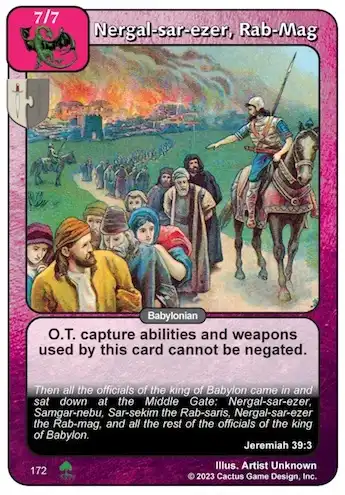 7/7
Nergal-sar-ezer, Rab-Mag
Babylonian
O.T. capture abilities and weapons
used by this card cannot be negated.
Then all the officials of the king of Babylon came in and
sat down at the Middle Gate: Nergal-sar-ezer,
Samgar-nebu, Sar-sekim the Rab-saris, Nergal-sar-ezer
the Rab-mag, and all the rest of the officials of the king
of Babylon.
Jeremiah 39:3
Illus. Artist Unknown
172
© 2023 Cactus Game Design, Inc.